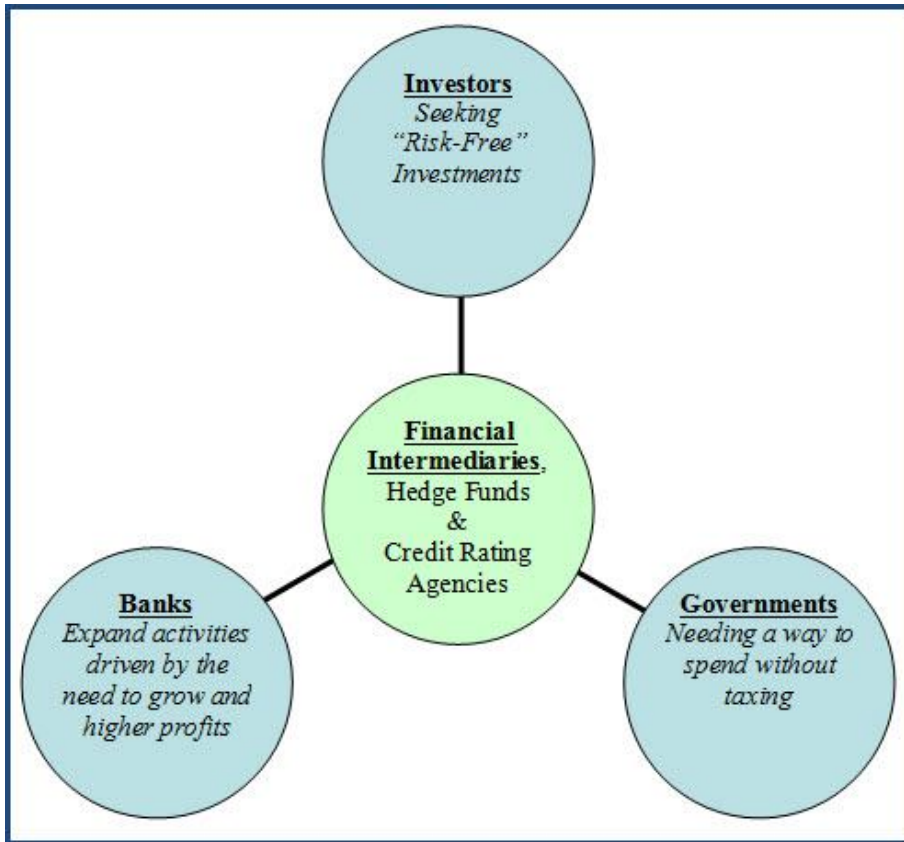 Investors
Seeking
“Risk-Free”
Investments
Financial
Intermediaries,
Hedge Funds
&
Credit Rating
Agencies
Banks
Expand activities
driven by the
need to grow and
higher profits
Governments
Needing a way to
spend without
taxing